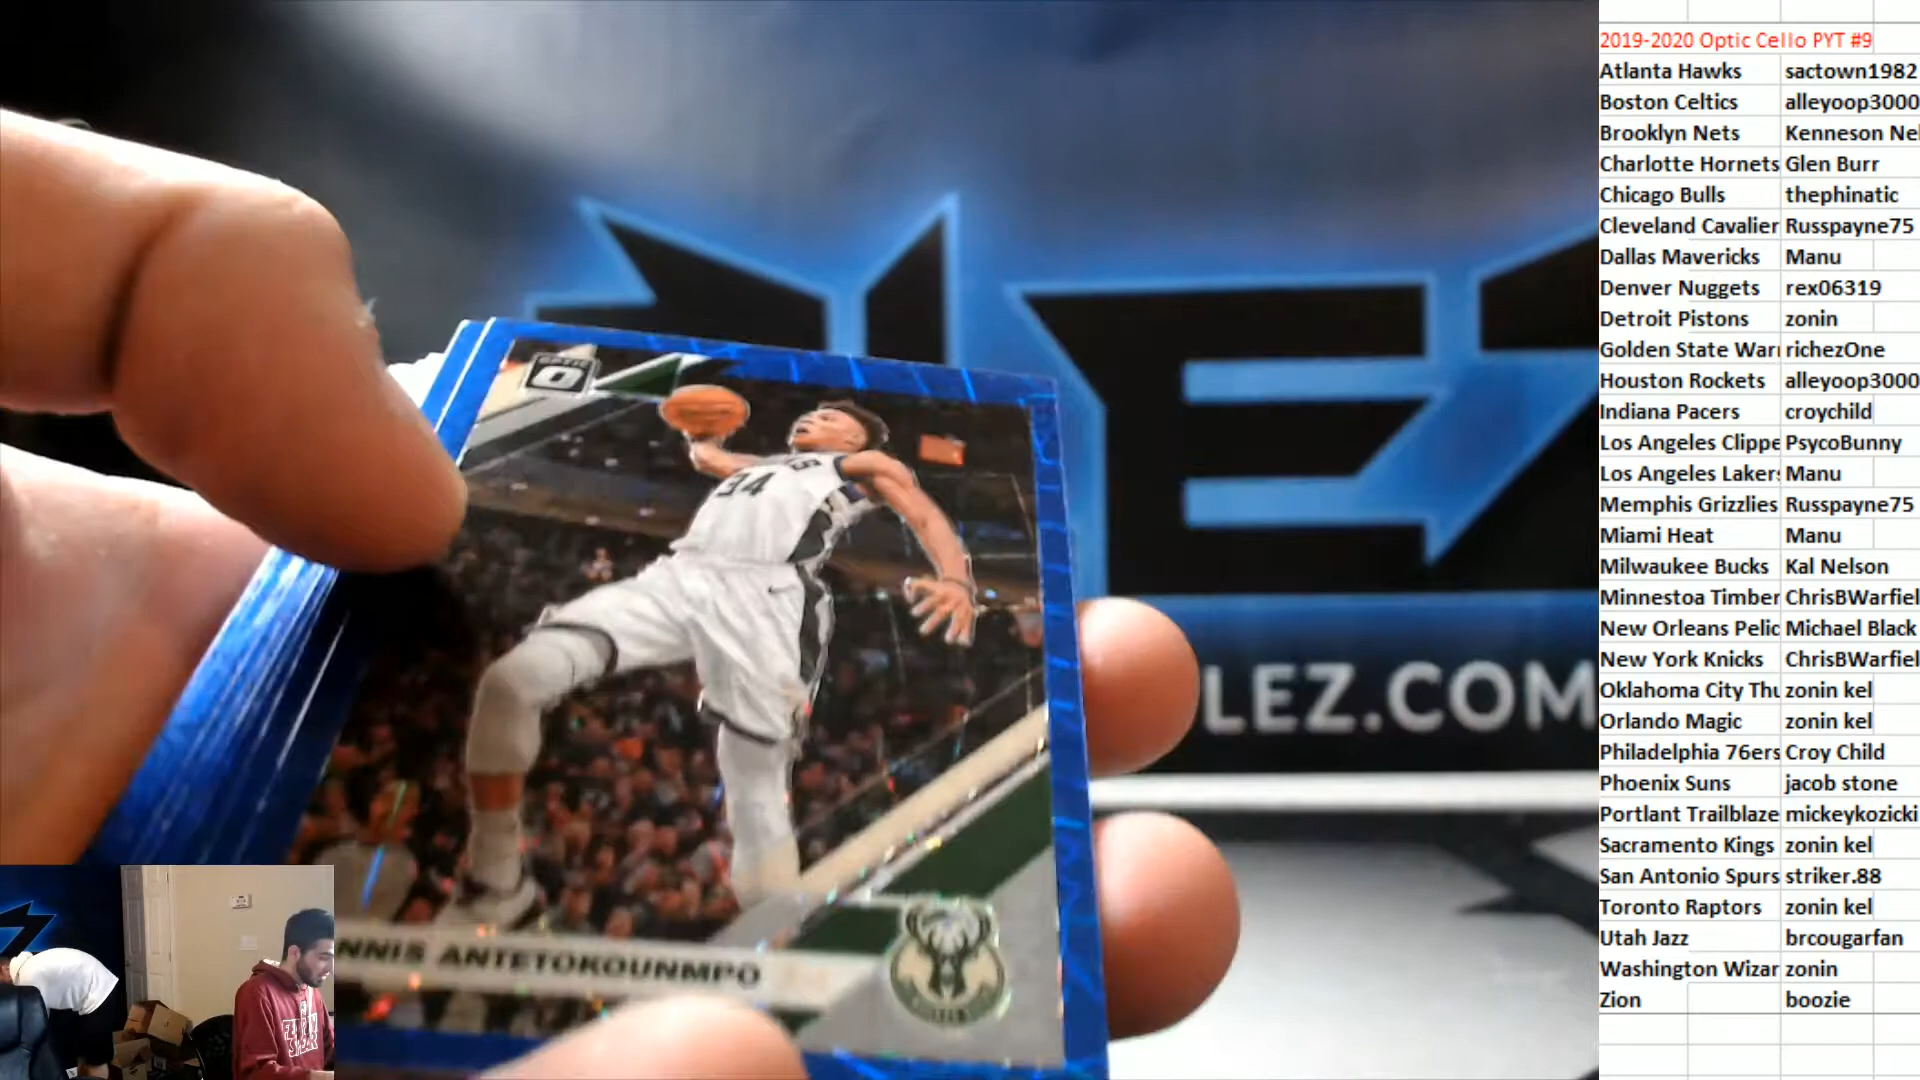 2019-2020 Optic Cello PYT #9
Atlanta Hawks sactown1982
Boston Celtics alleyoop3000
Brooklyn Nets Kenneson Nel
Charlotte Hornets Glen Burr
Chicago Bulls thephinatic
Cleveland Cavalier Russpayne75
Dallas Mavericks Manu
Denver Nuggets rex06319
Detroit Pistons zonin
Golden State Warr richezOne
Houston Rockets alleyoop3000
Indiana Pacers croychild
Los Angeles Clippe PsycoBunny
Los Angeles Lakers Manu
Memphis Grizzlies Russpayne75
Miami Heat Manu
Milwaukee Bucks Kal Nelson
Minnestoa Timber ChrisBWarfiel
New Orleans Pelic Michael Black
New York Knicks ChrisBWarfiel
Oklahoma City Thu zonin kel
Orlando Magic zonin kel
Philadelphia 76ers Croy Child
Phoenix Suns jacob stone
Portlant Trailblaze mickeykozicki
Sacramento Kings zonin kel
San Antonio Spurs striker.88
Toronto Raptors zonin kel
Utah Jazz brcougarfan
Washington Wizar zonin
Zion boozie
OPTIC
O
34
NNIS ANTETOKOUNMPO
EZ
LEZ.COM